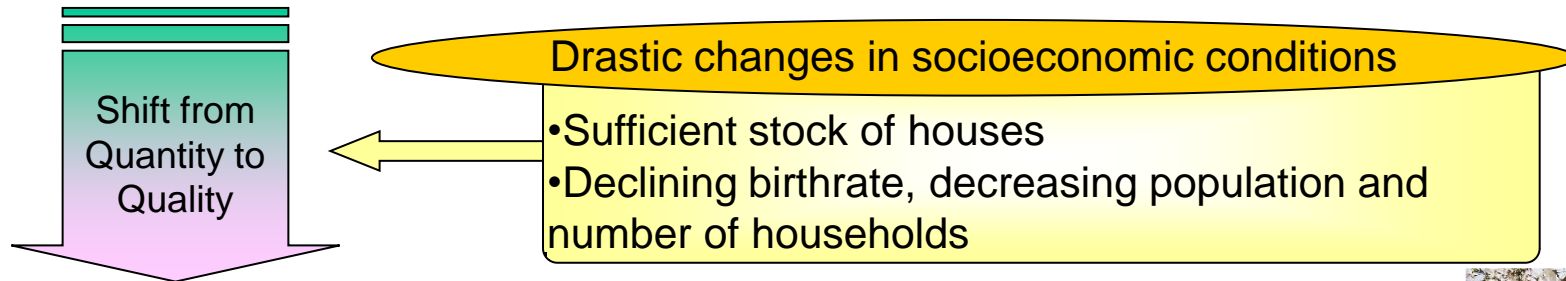 Shift from
Quantity to
Quality
Drastic changes in socioeconomic conditions
•Sufficient stock of houses
•Declining birthrate, decreasing population and
number of households